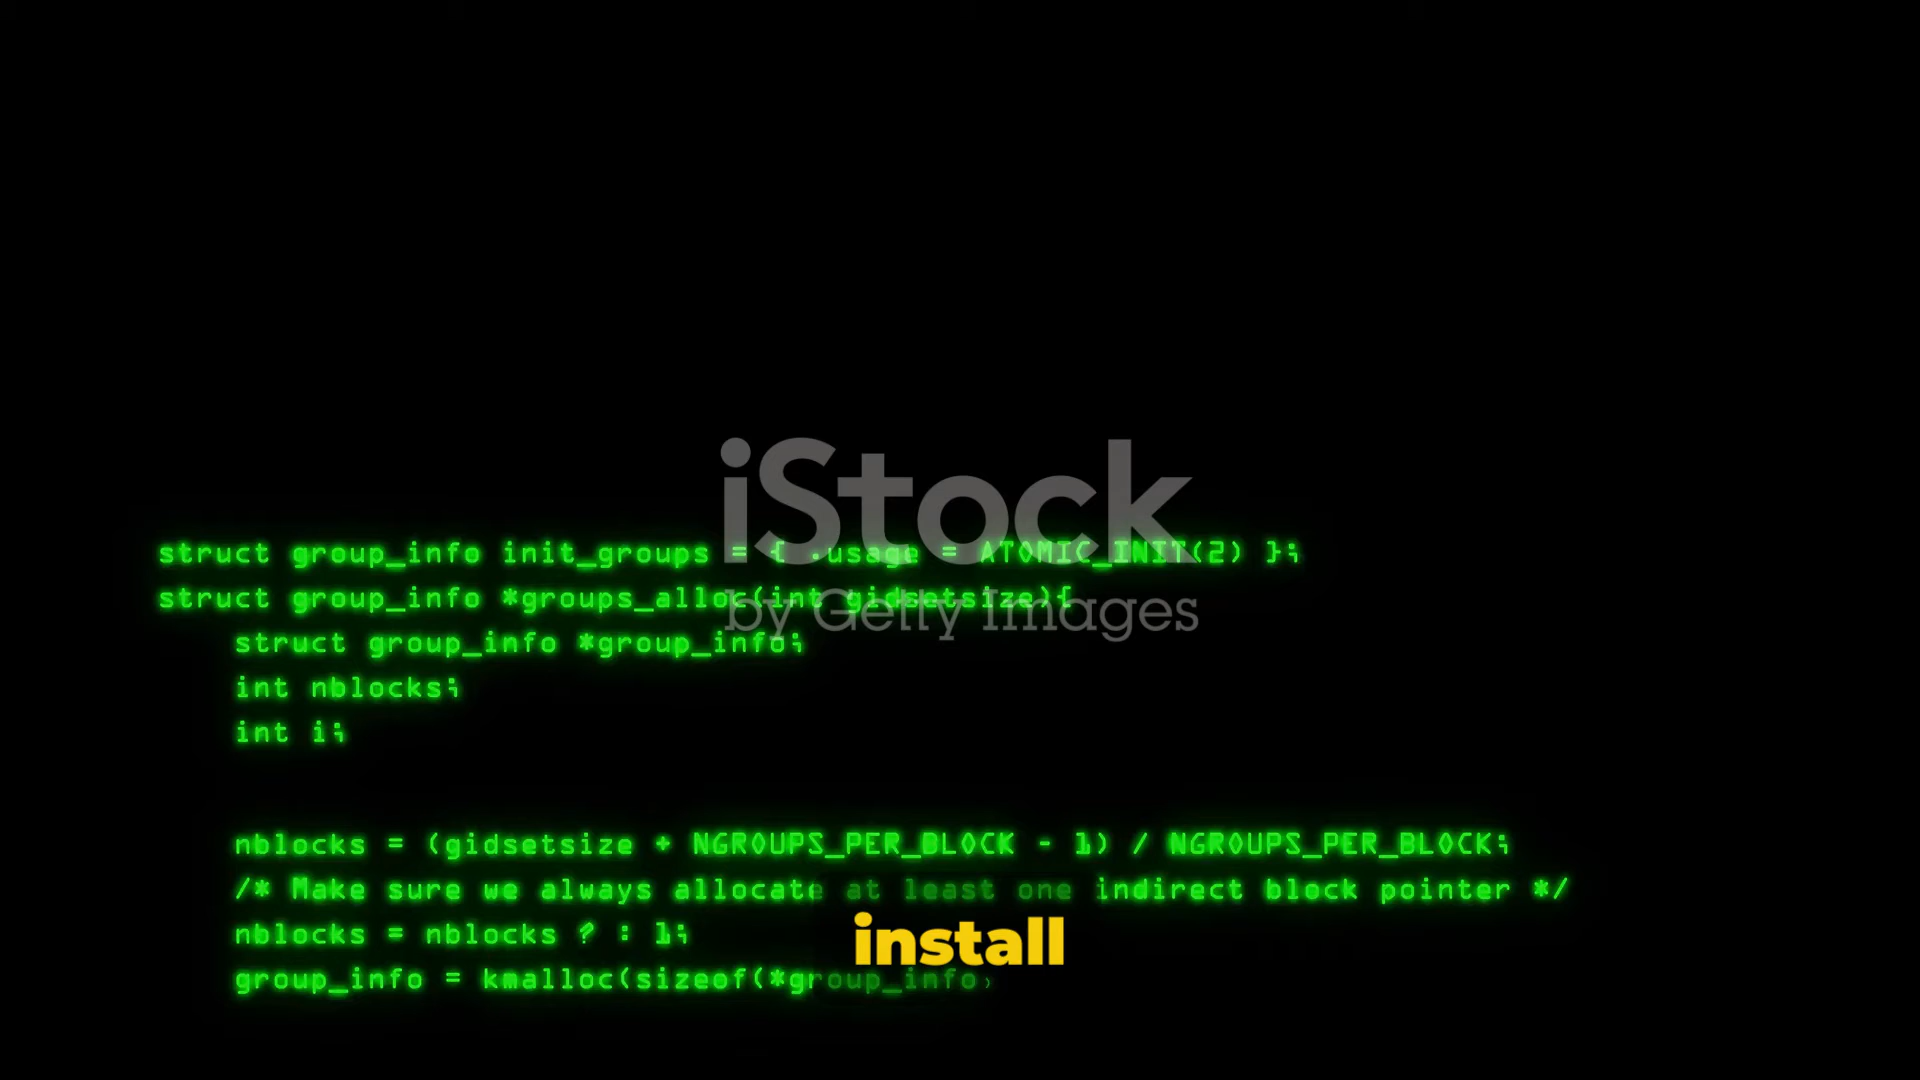 iStock
by Getty Images
struct group_info init_groups = { .usage = ATOMIC_INIT(2) };
struct group_info *groups_alloc(int gidsetsize){
struct group_info *group_info;
int nblocks;
int i;
nblocks = (gidsetsize + NGROUPS_PER_BLOCK - 1) / NGROUPS_PER_BLOCK;
/* Make sure we always allocate at least one indirect block pointer */
nblocks = nblocks ? : 1;
install
group_info = kmalloc(sizeof(*group_info)